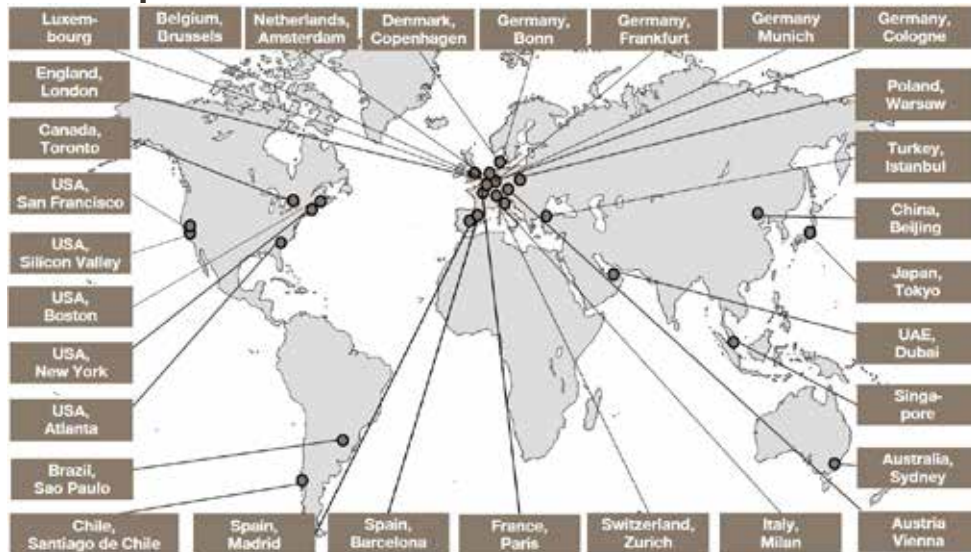 Luxem-
bourg
Belgium,
Brussels
Netherlands,
Amsterdam
Denmark,
Copenhagen
Germany,
Bonn
Germany,
Frankfurt
Germany
Munich
Germany,
Cologne
England,
London
Poland,
Warsaw
Canada,
Toronto
Turkey,
Istanbul
USA,
San Francisco
China,
Beijing
USA,
Silicon Valley
Japan,
Tokyo
USA,
Boston
UAE,
Dubai
USA,
New York
Singa-
pore
USA,
Atlanta
Brazil,
Sao Paulo
Australia,
Sydney
Chile,
Santiago de Chile
Spain,
Madrid
Spain,
Barcelona
France,
Paris
Switzerland,
Zurich
Italy,
Milan
Austria
Vienna